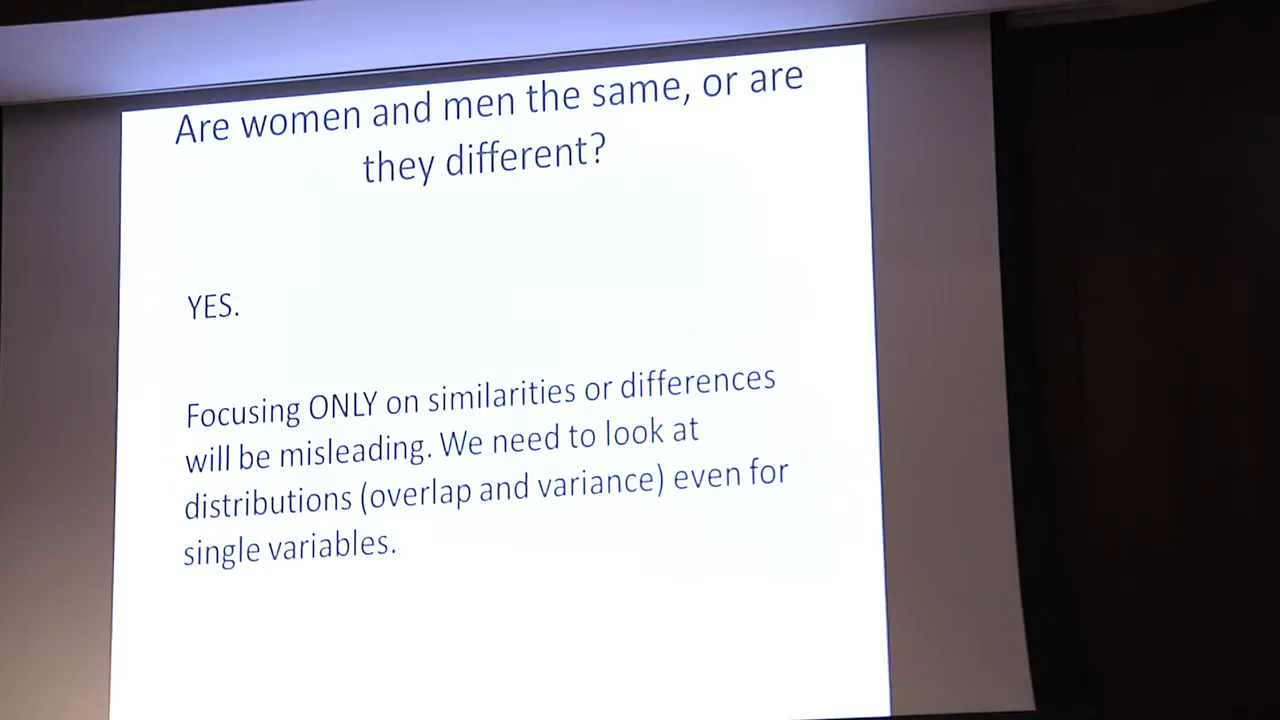 Are women and men the same, or are
they different?
YES.
Focusing ONLY on similarities or differences
will be misleading. We need to look at
distributions (overlap and variance) even for
single variables.